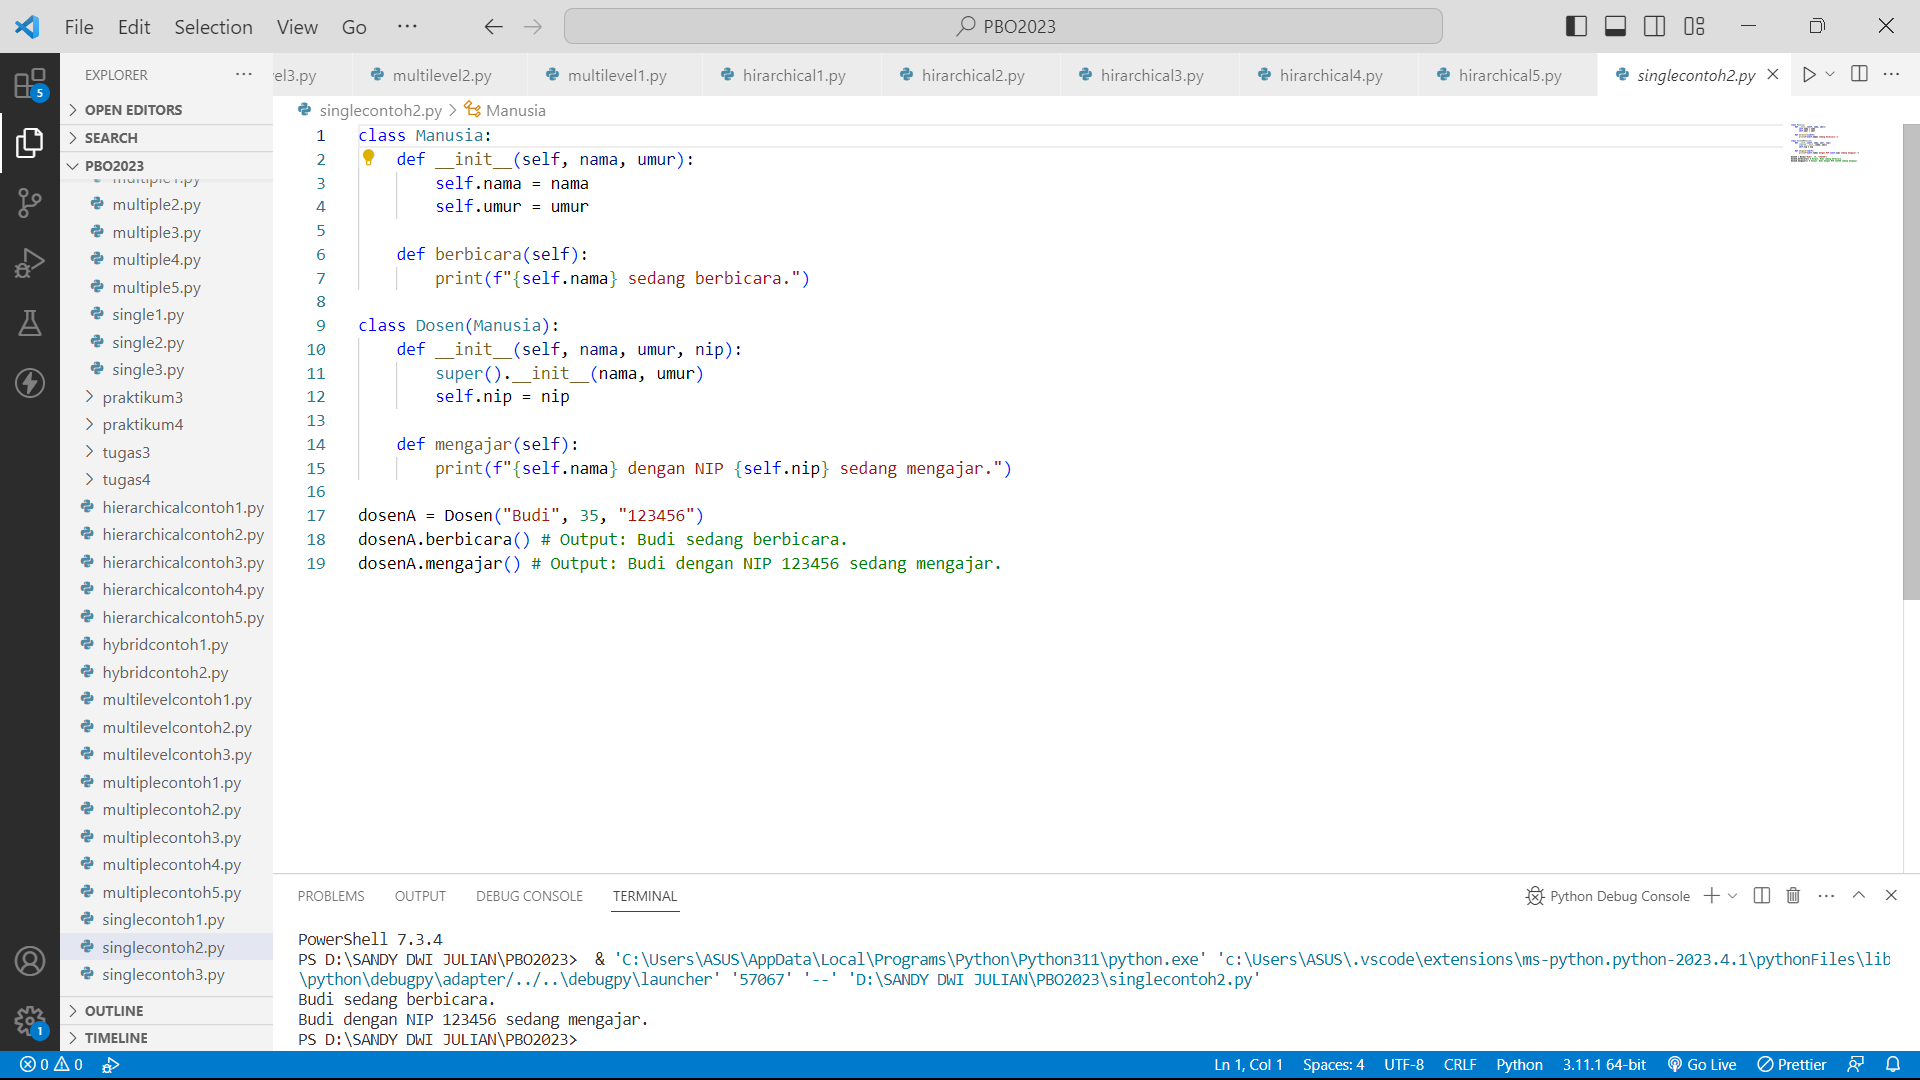 File Edit Selection View Go ···
PBO2023
EXPLORER ···
OPEN EDITORS
SEARCH
PBO2023
multiple1.py
multiple2.py
multiple3.py
multiple4.py
multiple5.py
single1.py
single2.py
single3.py
praktikum3
praktikum4
tugas3
tugas4
hierarchicalcontoh1.py
hierarchicalcontoh2.py
hierarchicalcontoh3.py
hierarchicalcontoh4.py
hierarchicalcontoh5.py
hybridcontoh1.py
hybridcontoh2.py
multilevelcontoh1.py
multilevelcontoh2.py
multilevelcontoh3.py
multiplecontoh1.py
multiplecontoh2.py
multiplecontoh3.py
multiplecontoh4.py
multiplecontoh5.py
singlecontoh1.py
singlecontoh2.py
singlecontoh3.py
OUTLINE
TIMELINE
5
1
el3.py multilevel2.py multilevel1.py hirarchical1.py hirarchical2.py hirarchical3.py hirarchical4.py hirarchical5.py singlecontoh2.py
singlecontoh2.py > Manusia
1 class Manusia:
2 def __init__(self, nama, umur):
3 self.nama = nama
4 self.umur = umur
5
6 def berbicara(self):
7 print(f"{self.nama} sedang berbicara.")
8
9 class Dosen(Manusia):
10 def __init__(self, nama, umur, nip):
11 super().__init__(nama, umur)
12 self.nip = nip
13
14 def mengajar(self):
15 print(f"{self.nama} dengan NIP {self.nip} sedang mengajar.")
16
17 dosenA = Dosen("Budi", 35, "123456")
18 dosenA.berbicara() # Output: Budi sedang berbicara.
19 dosenA.mengajar() # Output: Budi dengan NIP 123456 sedang mengajar.
PROBLEMS OUTPUT DEBUG CONSOLE TERMINAL Python Debug Console
PowerShell 7.3.4
PS D:\SANDY DWI JULIAN\PBO2023> & 'C:\Users\ASUS\AppData\Local\Programs\Python\Python311\python.exe' 'c:\Users\ASUS\.vscode\extensions\ms-python.python-2023.4.1\pythonFiles\lib
\python\debugpy\adapter/../..\debugpy\launcher' '57067' '--' 'D:\SANDY DWI JULIAN\PBO2023\singlecontoh2.py'
Budi sedang berbicara.
Budi dengan NIP 123456 sedang mengajar.
PS D:\SANDY DWI JULIAN\PBO2023>
0 0 Ln 1, Col 1 Spaces: 4 UTF-8 CRLF Python 3.11.1 64-bit Go Live Prettier